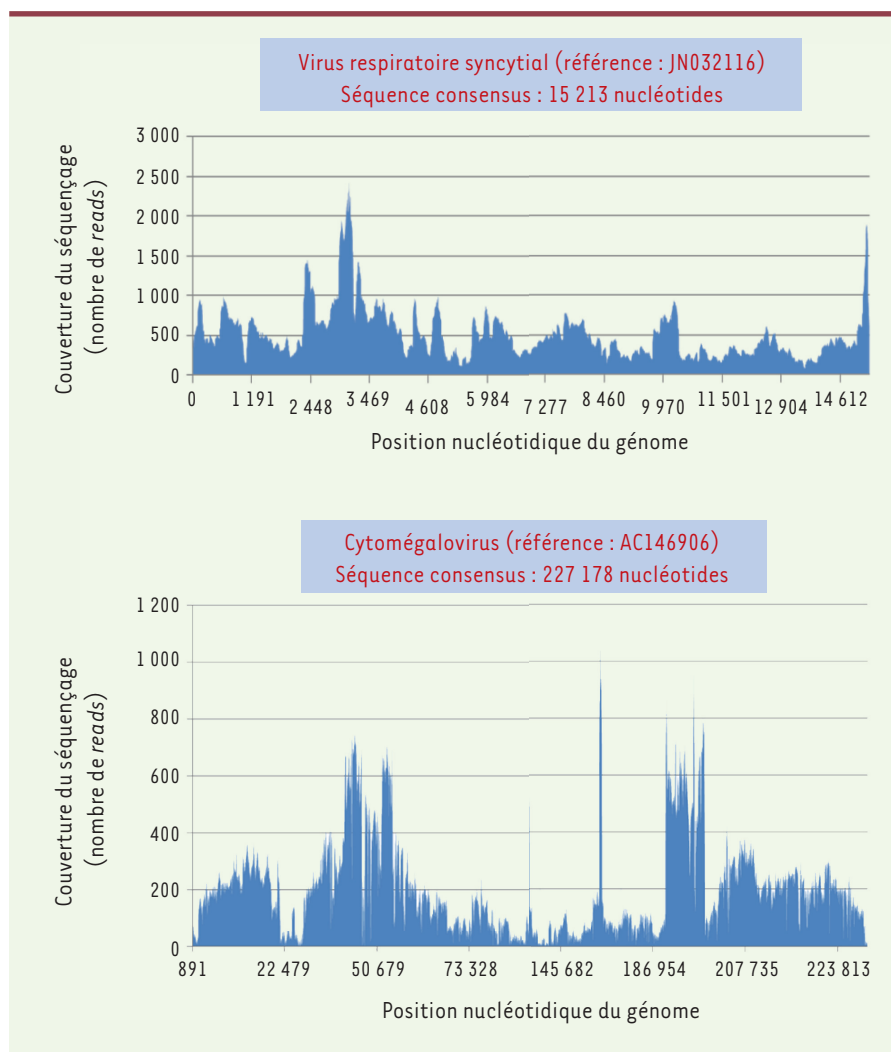 Virus respiratoire syncytial (référence : JN032116)
Séquence consensus : 15 213 nucléotides
Couverture du séquençage
(nombre de reads)
3 000
2 500
2 000
1 500
1 000
500
0
0 1 191 2 448 3 469 4 608 5 984 7 277 8 460 9 970 11 501 12 904 14 612
Position nucléotidique du génome
Cytomégalovirus (référence : AC146906)
Séquence consensus : 227 178 nucléotides
Couverture du séquençage
(nombre de reads)
1 200
1 000
800
600
400
200
0
891 22 479 50 679 73 328 145 682 186 954 207 735 223 813
Position nucléotidique du génome